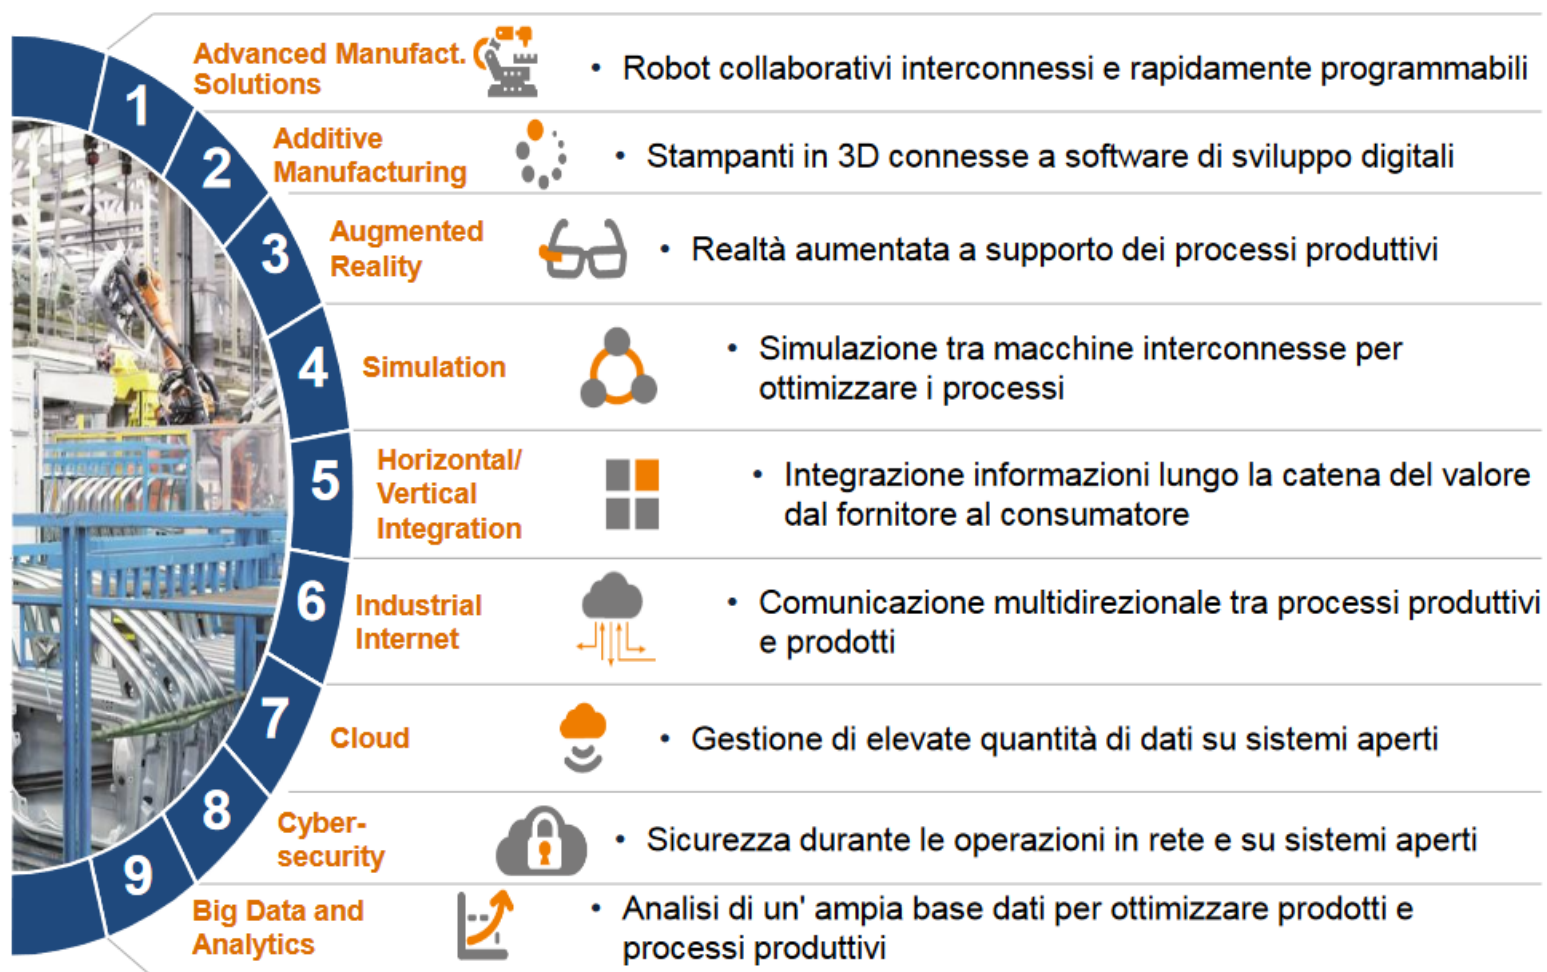 1
Advanced Manufact.
Solutions
• Robot collaborativi interconnessi e rapidamente programmabili
2
Additive
Manufacturing
• Stampanti in 3D connesse a software di sviluppo digitali
3
Augmented
Reality
• Realtà aumentata a supporto dei processi produttivi
4
Simulation
• Simulazione tra macchine interconnesse per
ottimizzare i processi
5
Horizontal/
Vertical
Integration
• Integrazione informazioni lungo la catena del valore
dal fornitore al consumatore
6
Industrial
Internet
• Comunicazione multidirezionale tra processi produttivi
e prodotti
7
Cloud
• Gestione di elevate quantità di dati su sistemi aperti
8
Cyber-
security
• Sicurezza durante le operazioni in rete e su sistemi aperti
9
Big Data and
Analytics
• Analisi di un' ampia base dati per ottimizzare prodotti e
processi produttivi